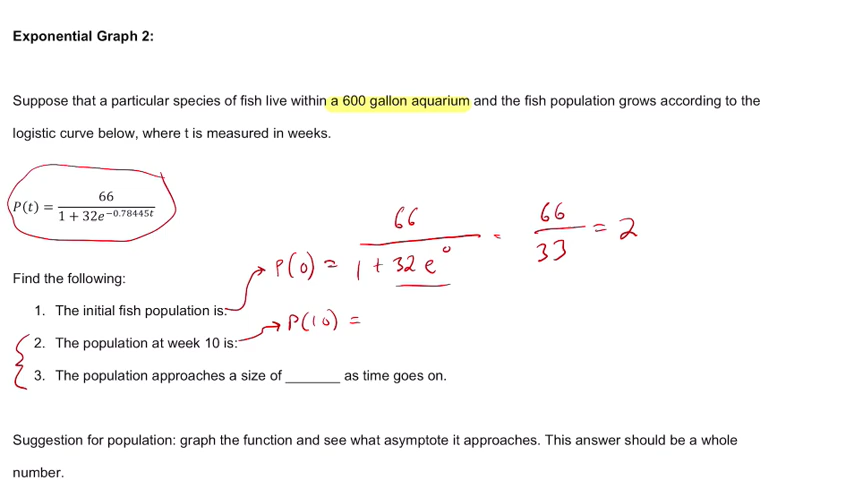 Exponential Graph 2:
Suppose that a particular species of fish live within a 600 gallon aquarium and the fish population grows according to the
logistic curve below, where t is measured in weeks.
P(t) = 66 / (1 + 32e^{-0.78445t})
P(0) = 66 / (1 + 32e^0) = 66 / 33 = 2
Find the following:
1. The initial fish population is:
P(10) =
2. The population at week 10 is:
3. The population approaches a size of _______ as time goes on.
Suggestion for population: graph the function and see what asymptote it approaches. This answer should be a whole
number.